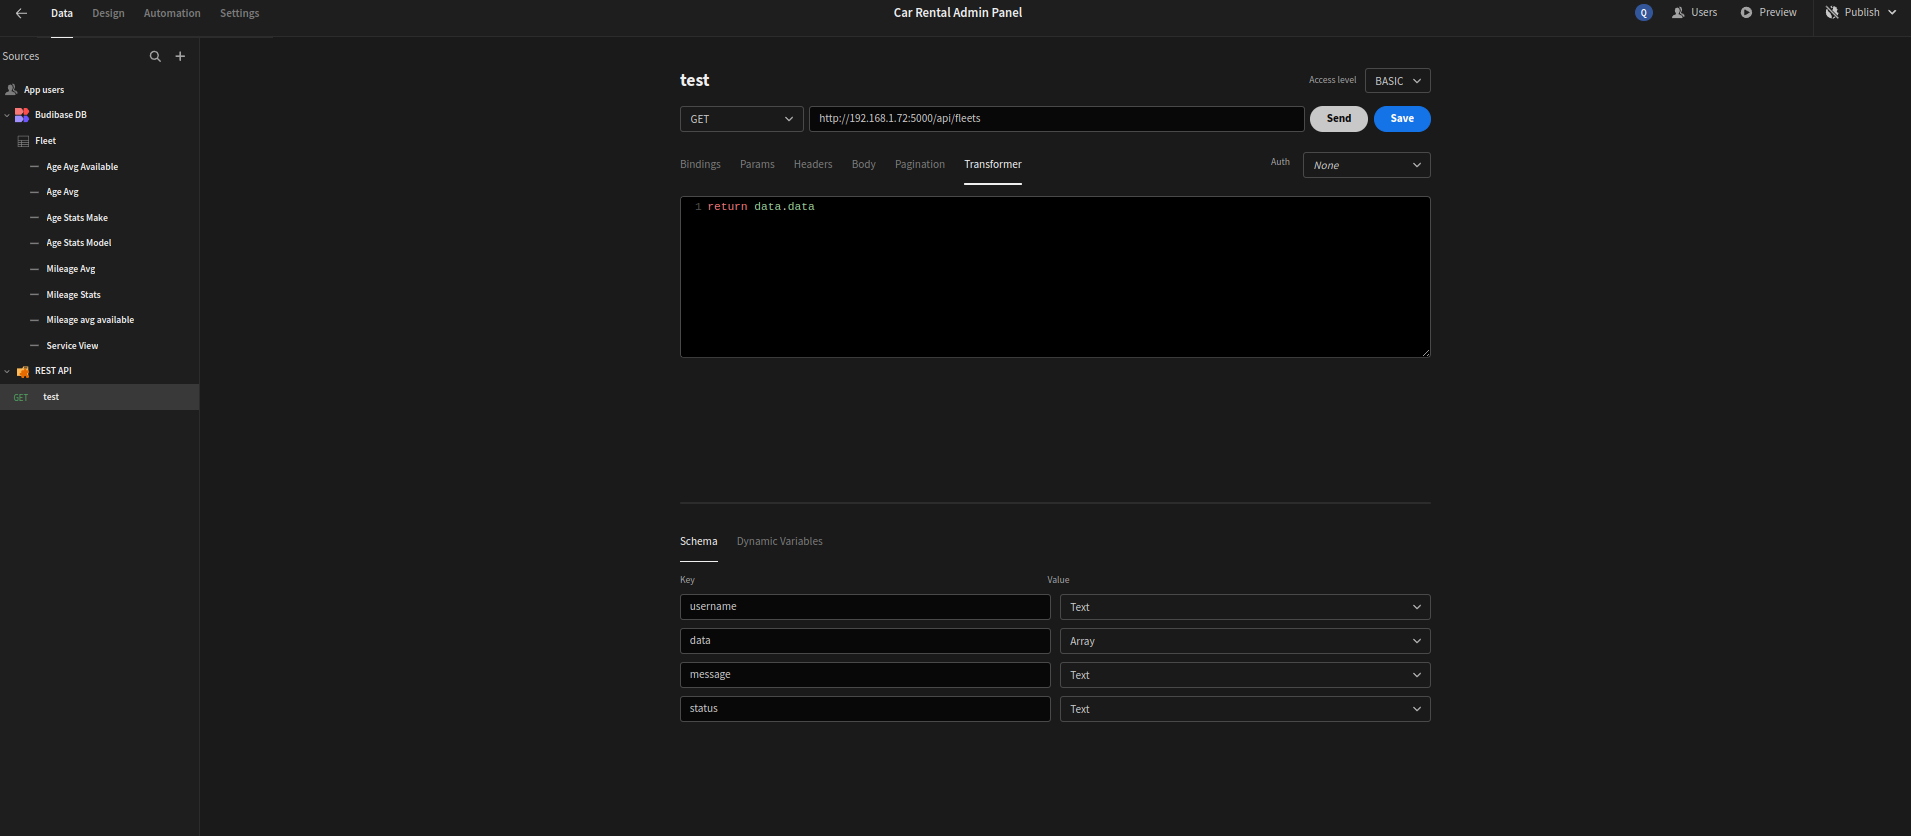 Data Design Automation Settings
Car Rental Admin Panel
Q Users Preview Publish
Sources
App users
Budibase DB
Fleet
Age Avg Available
Age Avg
Age Stats Make
Age Stats Model
Mileage Avg
Mileage Stats
Mileage avg available
Service View
REST API
GET test
test
Access level BASIC
GET http://192.168.1.72:5000/api/fleets Send Save
Bindings Params Headers Body Pagination Transformer
Auth None
1 return data.data
Schema Dynamic Variables
Key Value
username Text
data Array
message Text
status Text